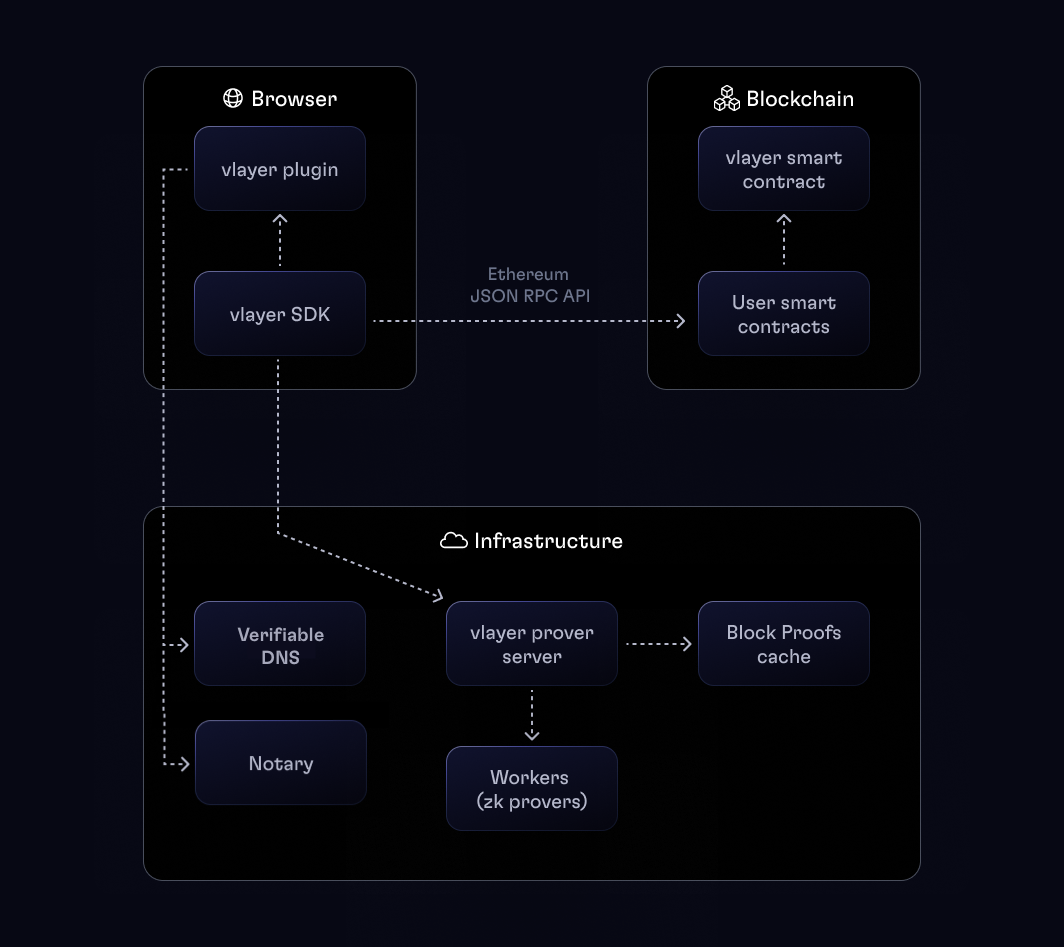 Browser
vlayer plugin
vlayer SDK
Ethereum
JSON RPC API
Blockchain
vlayer smart
contract
User smart
contracts
Infrastructure
Verifiable
DNS
vlayer prover
server
Block Proofs
cache
Notary
Workers
(zk provers)